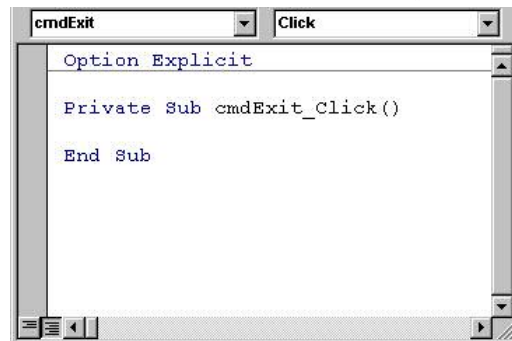 cmdExit Click
Option Explicit
Private Sub cmdExit_Click()
End Sub